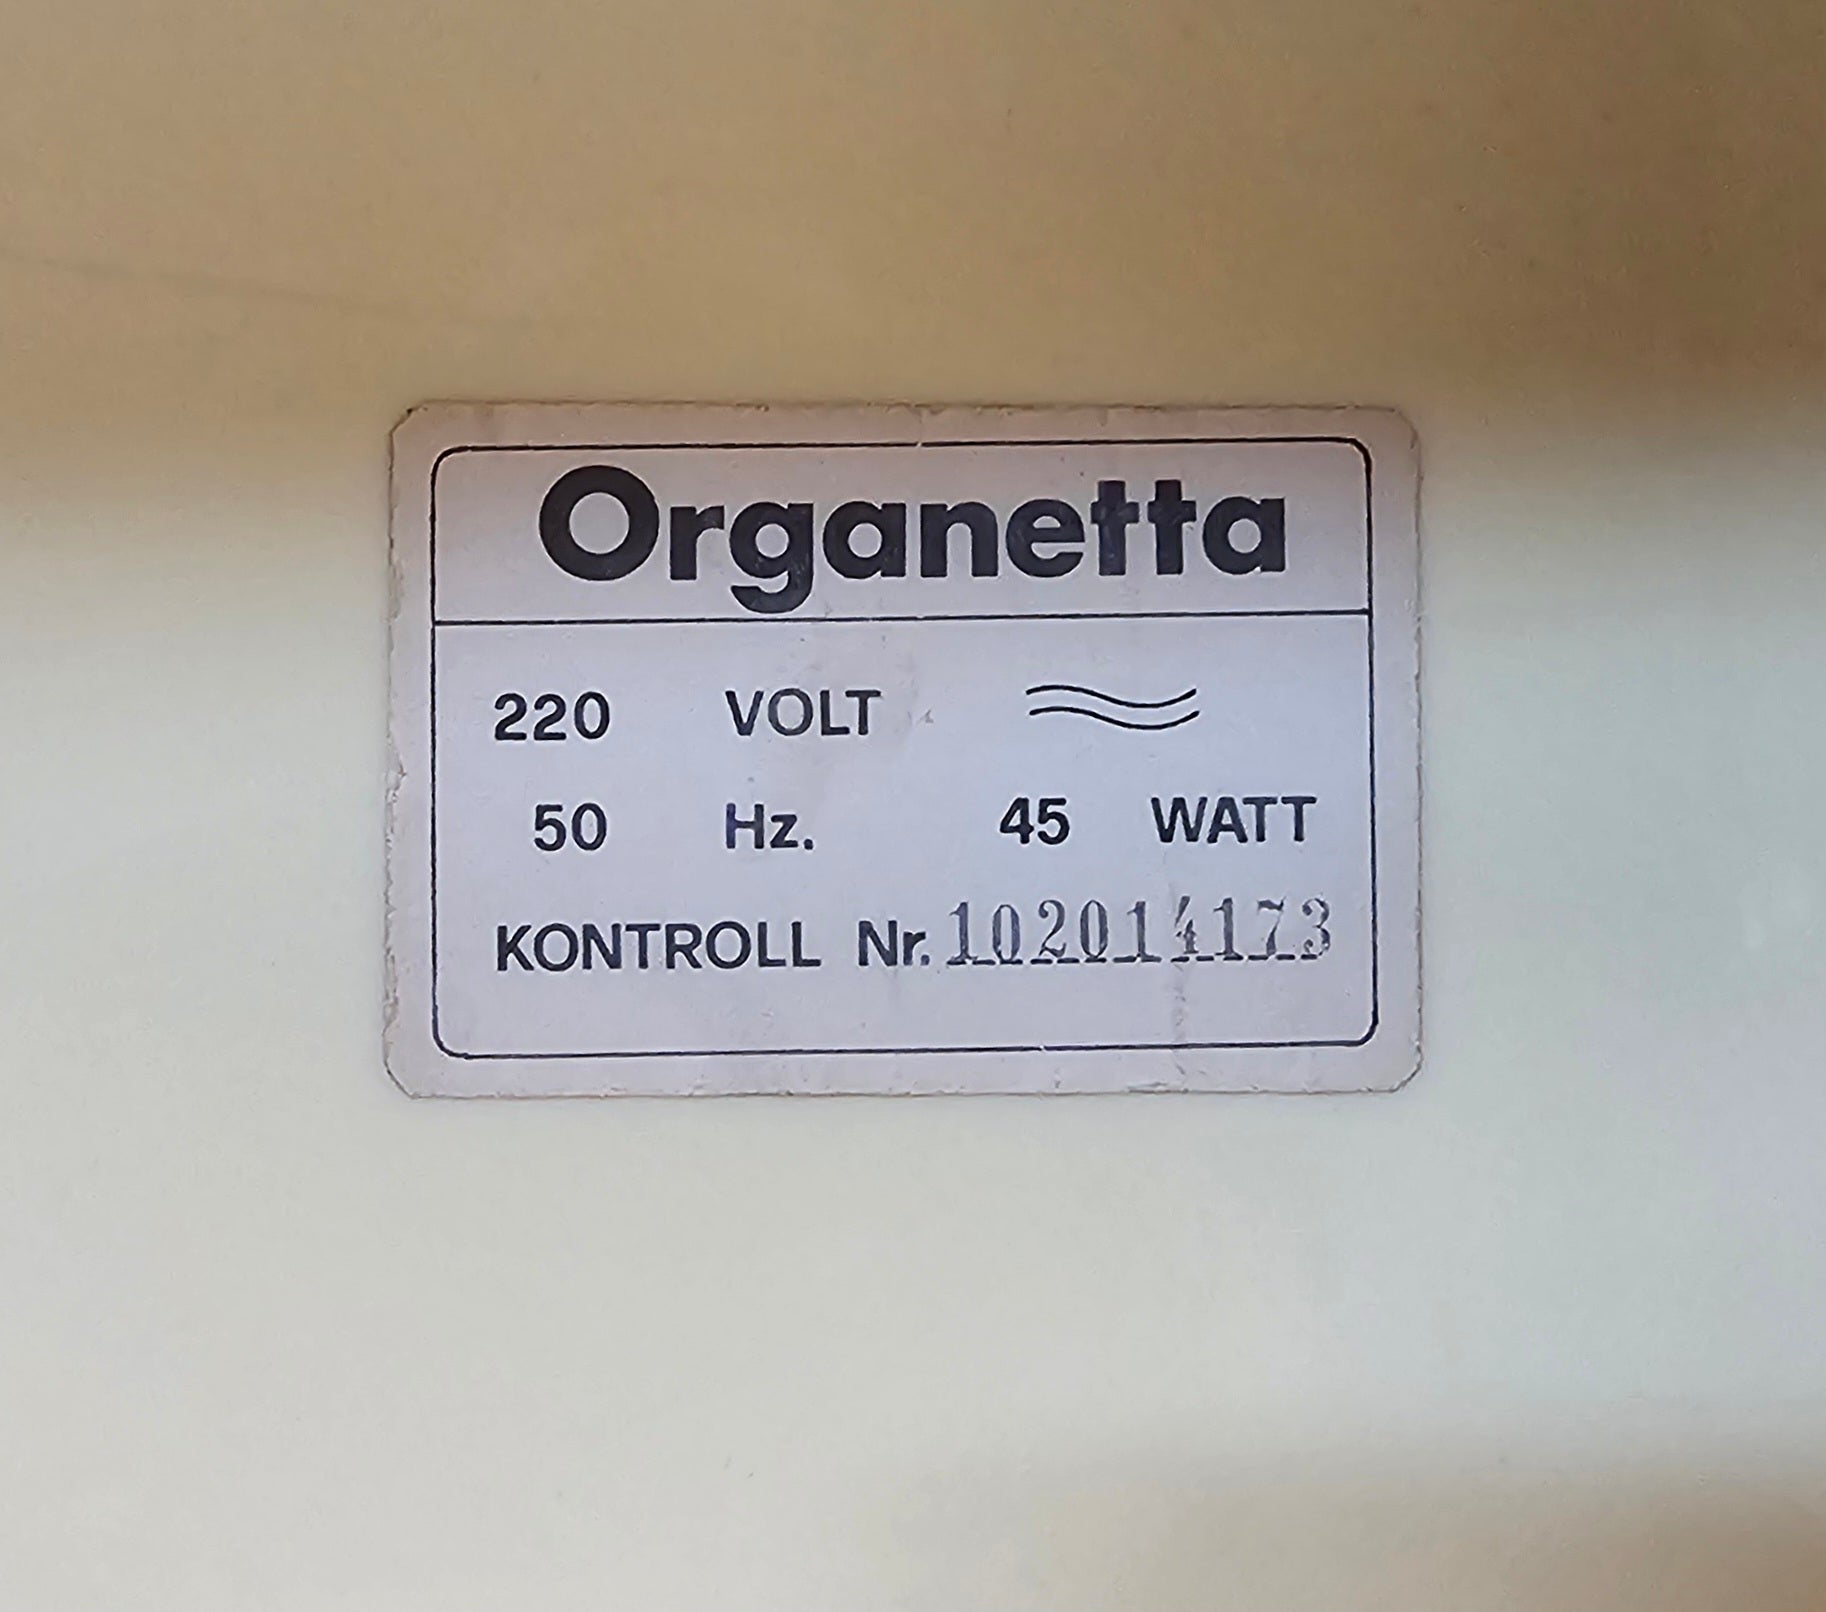 Organetta
220 VOLT
50 Hz. 45 WATT
KONTROLL Nr. 102014173